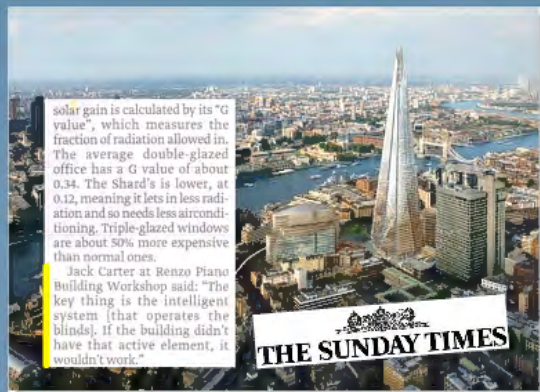 solar gain is calculated by its “G
value”, which measures the
fraction of radiation allowed in.
The average double-glazed
office has a G value of about
0.34. The Shard’s is lower, at
0.12, meaning it lets in less radi-
ation and so needs less aircondi-
tioning. Triple-glazed windows
are about 50% more expensive
than normal ones.
Jack Carter at Renzo Piano
Building Workshop said: “The
key thing is the intelligent
system [that operates the
blinds]. If the building didn’t
have that active element, it
wouldn’t work.”
THE SUNDAY TIMES